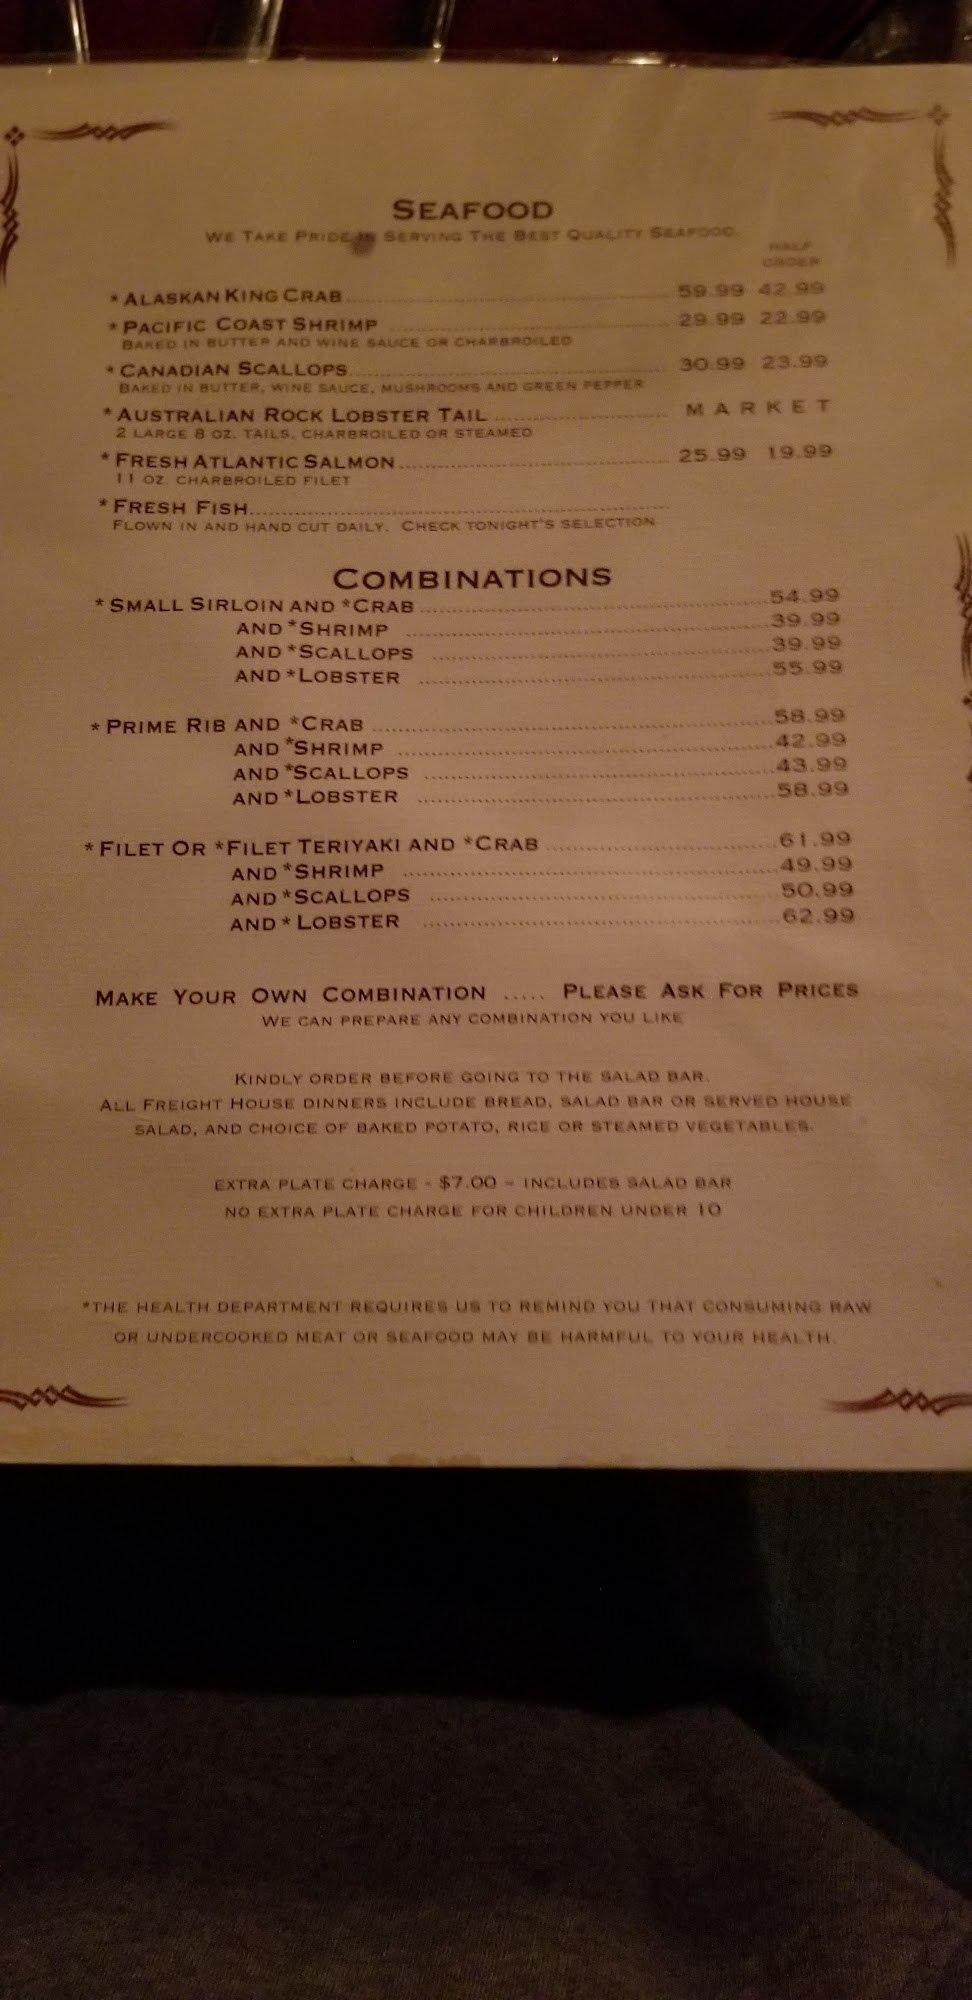 SEAFOOD
WE TAKE PRIDE IN SERVING THE BEST QUALITY SEAFOOD.
HALF
ORDER
*ALASKAN KING CRAB 59.99 42.99
*PACIFIC COAST SHRIMP 29.99 22.99
BAKED IN BUTTER AND WINE SAUCE OR CHARBROILED
*CANADIAN SCALLOPS 30.99 23.99
BAKED IN BUTTER, WINE SAUCE, MUSHROOMS AND GREEN PEPPER
*AUSTRALIAN ROCK LOBSTER TAIL MARKET
2 LARGE 8 OZ. TAILS, CHARBROILED OR STEAMED
*FRESH ATLANTIC SALMON 25.99 19.99
11 OZ. CHARBROILED FILET
*FRESH FISH
FLOWN IN AND HAND CUT DAILY. CHECK TONIGHT'S SELECTION
COMBINATIONS
*SMALL SIRLOIN AND *CRAB 54.99
AND *SHRIMP 39.99
AND *SCALLOPS 39.99
AND *LOBSTER 55.99
*PRIME RIB AND *CRAB 58.99
AND *SHRIMP 42.99
AND *SCALLOPS 43.99
AND *LOBSTER 58.99
*FILET OR *FILET TERIYAKI AND *CRAB 61.99
AND *SHRIMP 49.99
AND *SCALLOPS 50.99
AND *LOBSTER 62.99
MAKE YOUR OWN COMBINATION ..... PLEASE ASK FOR PRICES
WE CAN PREPARE ANY COMBINATION YOU LIKE
KINDLY ORDER BEFORE GOING TO THE SALAD BAR.
ALL FREIGHT HOUSE DINNERS INCLUDE BREAD, SALAD BAR OR SERVED HOUSE
SALAD, AND CHOICE OF BAKED POTATO, RICE OR STEAMED VEGETABLES.
EXTRA PLATE CHARGE - $7.00 – INCLUDES SALAD BAR
NO EXTRA PLATE CHARGE FOR CHILDREN UNDER 10
*THE HEALTH DEPARTMENT REQUIRES US TO REMIND YOU THAT CONSUMING RAW
OR UNDERCOOKED MEAT OR SEAFOOD MAY BE HARMFUL TO YOUR HEALTH.